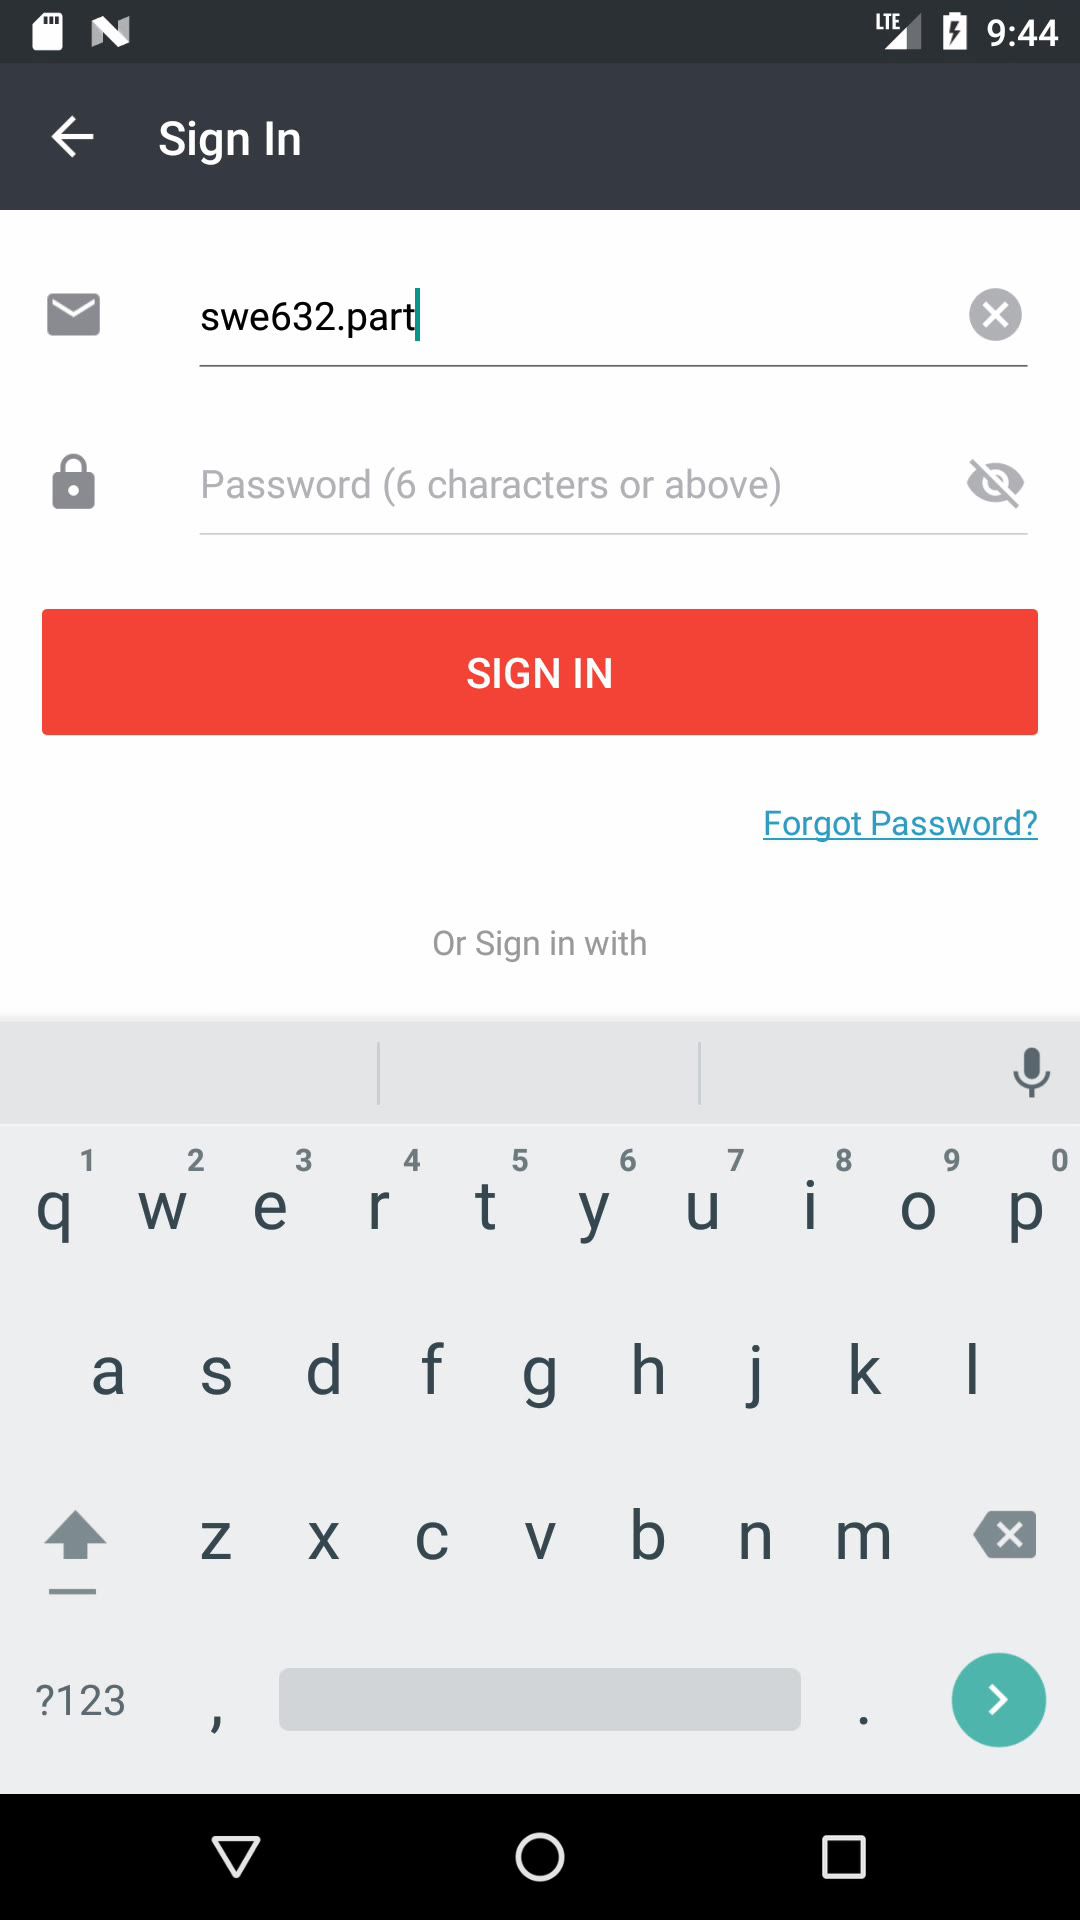 LTE 9:44
Sign In
swe632.part
Password (6 characters or above)
SIGN IN
Forgot Password?
Or Sign in with
1 2 3 4 5 6 7 8 9 0
q w e r t y u i o p
a s d f g h j k l
z x c v b n m
?123 , .